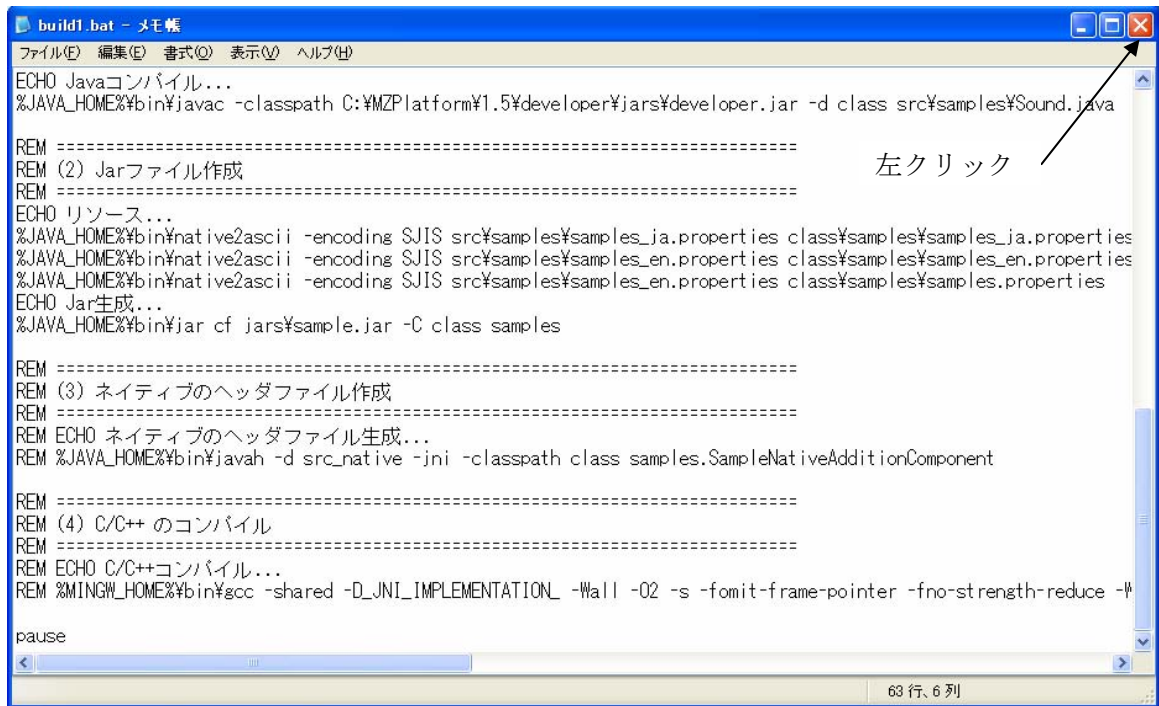 build1.bat - メモ帳
ファイル(F) 編集(E) 書式(O) 表示(V) ヘルプ(H)
ECHO Javaコンパイル...
%JAVA_HOME%¥bin¥javac -classpath C:¥MZPlatform¥1.5¥developer¥jars¥developer.jar -d class src¥samples¥Sound.java
REM ==========================================================================
左クリック
REM (2) Jarファイル作成
REM ==========================================================================
ECHO リソース...
%JAVA_HOME%¥bin¥native2ascii -encoding SJIS src¥samples¥samples_ja.properties class¥samples¥samples_ja.properties
%JAVA_HOME%¥bin¥native2ascii -encoding SJIS src¥samples¥samples_en.properties class¥samples¥samples_en.properties
%JAVA_HOME%¥bin¥native2ascii -encoding SJIS src¥samples¥samples_en.properties class¥samples¥samples.properties
ECHO Jar生成...
%JAVA_HOME%¥bin¥jar cf jars¥sample.jar -C class samples
REM ==========================================================================
REM (3) ネイティブのヘッダファイル作成
REM ==========================================================================
REM ECHO ネイティブのヘッダファイル生成...
REM %JAVA_HOME%¥bin¥javah -d src_native -jni -classpath class samples.SampleNativeAdditionComponent
REM ==========================================================================
REM (4) C/C++ のコンパイル
REM ==========================================================================
REM ECHO C/C++コンパイル...
REM %MINGW_HOME%¥bin¥gcc -shared -D_JNI_IMPLEMENTATION_ -Wall -O2 -s -fomit-frame-pointer -fno-strength-reduce -W
pause
63 行、6 列